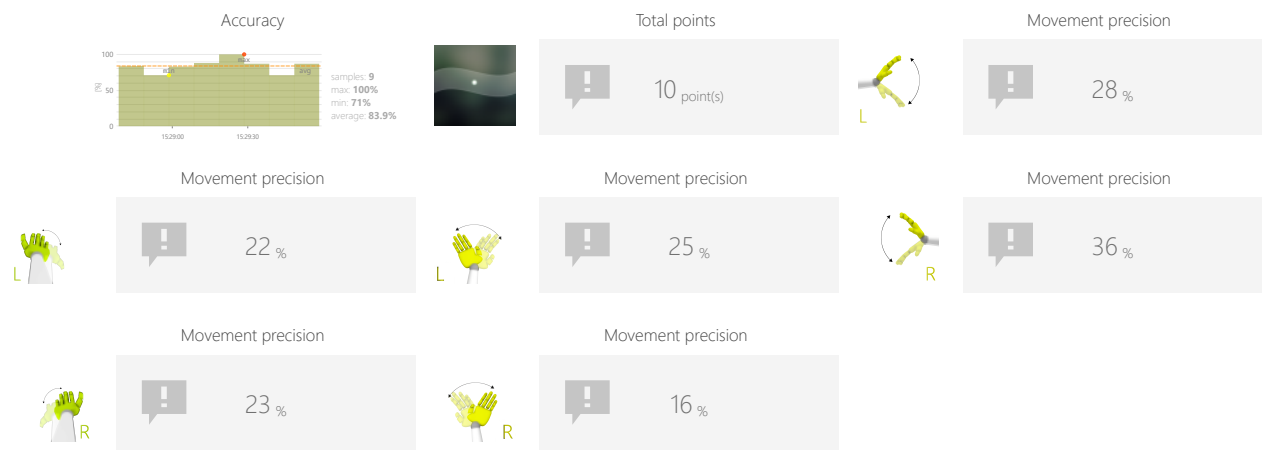 Accuracy
Total points
Movement precision
100
50
0
[%]
min
max
avg
15:29:00
15:29:30
samples: 9
max: 100%
min: 71%
average: 83.9%
10 point(s)
L
28 %
Movement precision
Movement precision
Movement precision
L
22 %
L
25 %
R
36 %
Movement precision
Movement precision
R
23 %
R
16 %